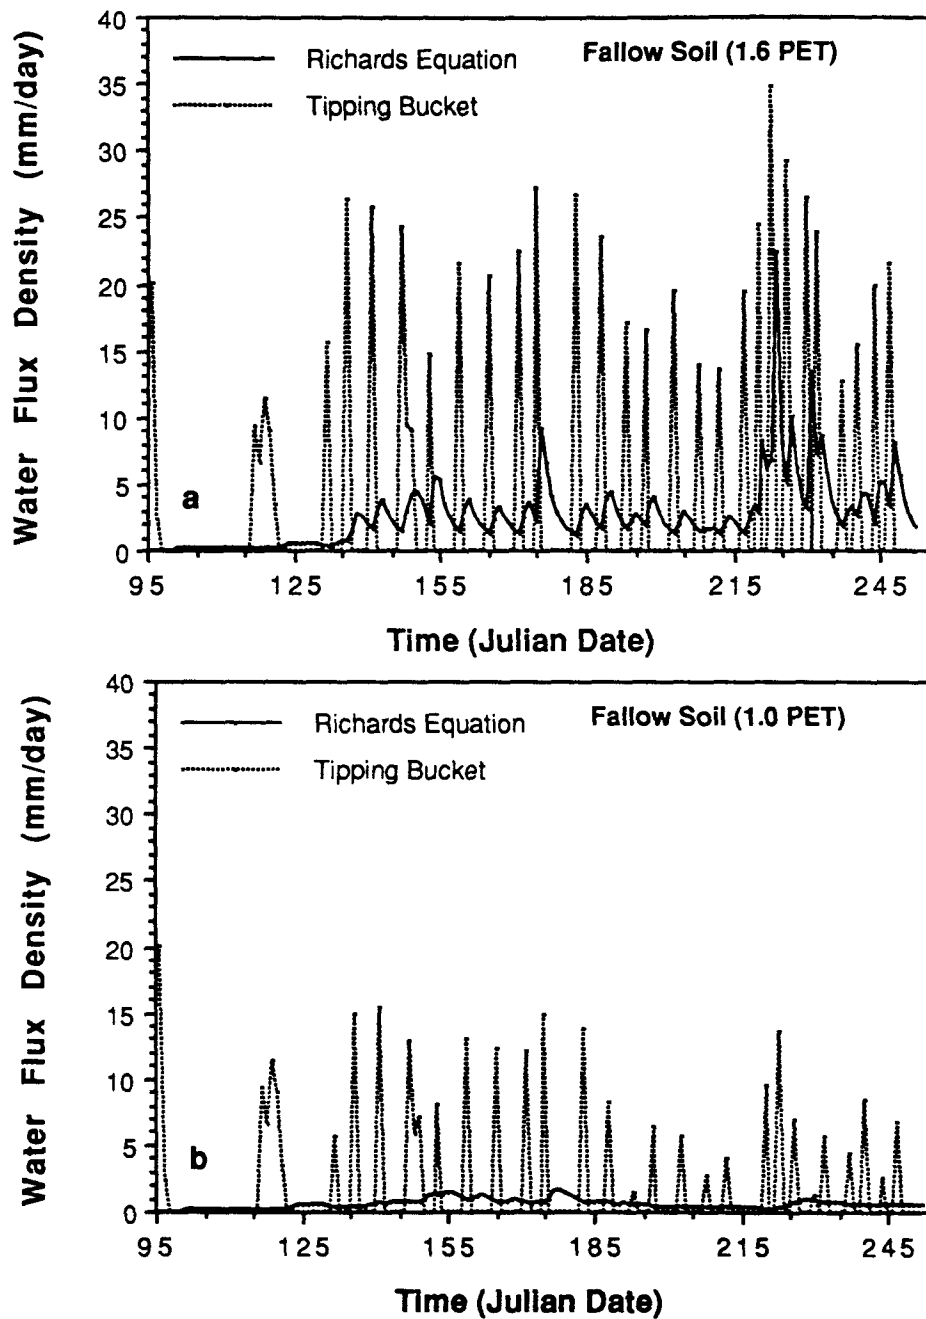 40
35
30
25
20
15
10
5
0
Water Flux Density (mm/day)
Richards Equation
Tipping Bucket
Fallow Soil (1.6 PET)
a
95 125 155 185 215 245
Time (Julian Date)
40
35
30
25
20
15
10
5
0
Water Flux Density (mm/day)
Richards Equation
Tipping Bucket
Fallow Soil (1.0 PET)
b
95 125 155 185 215 245
Time (Julian Date)